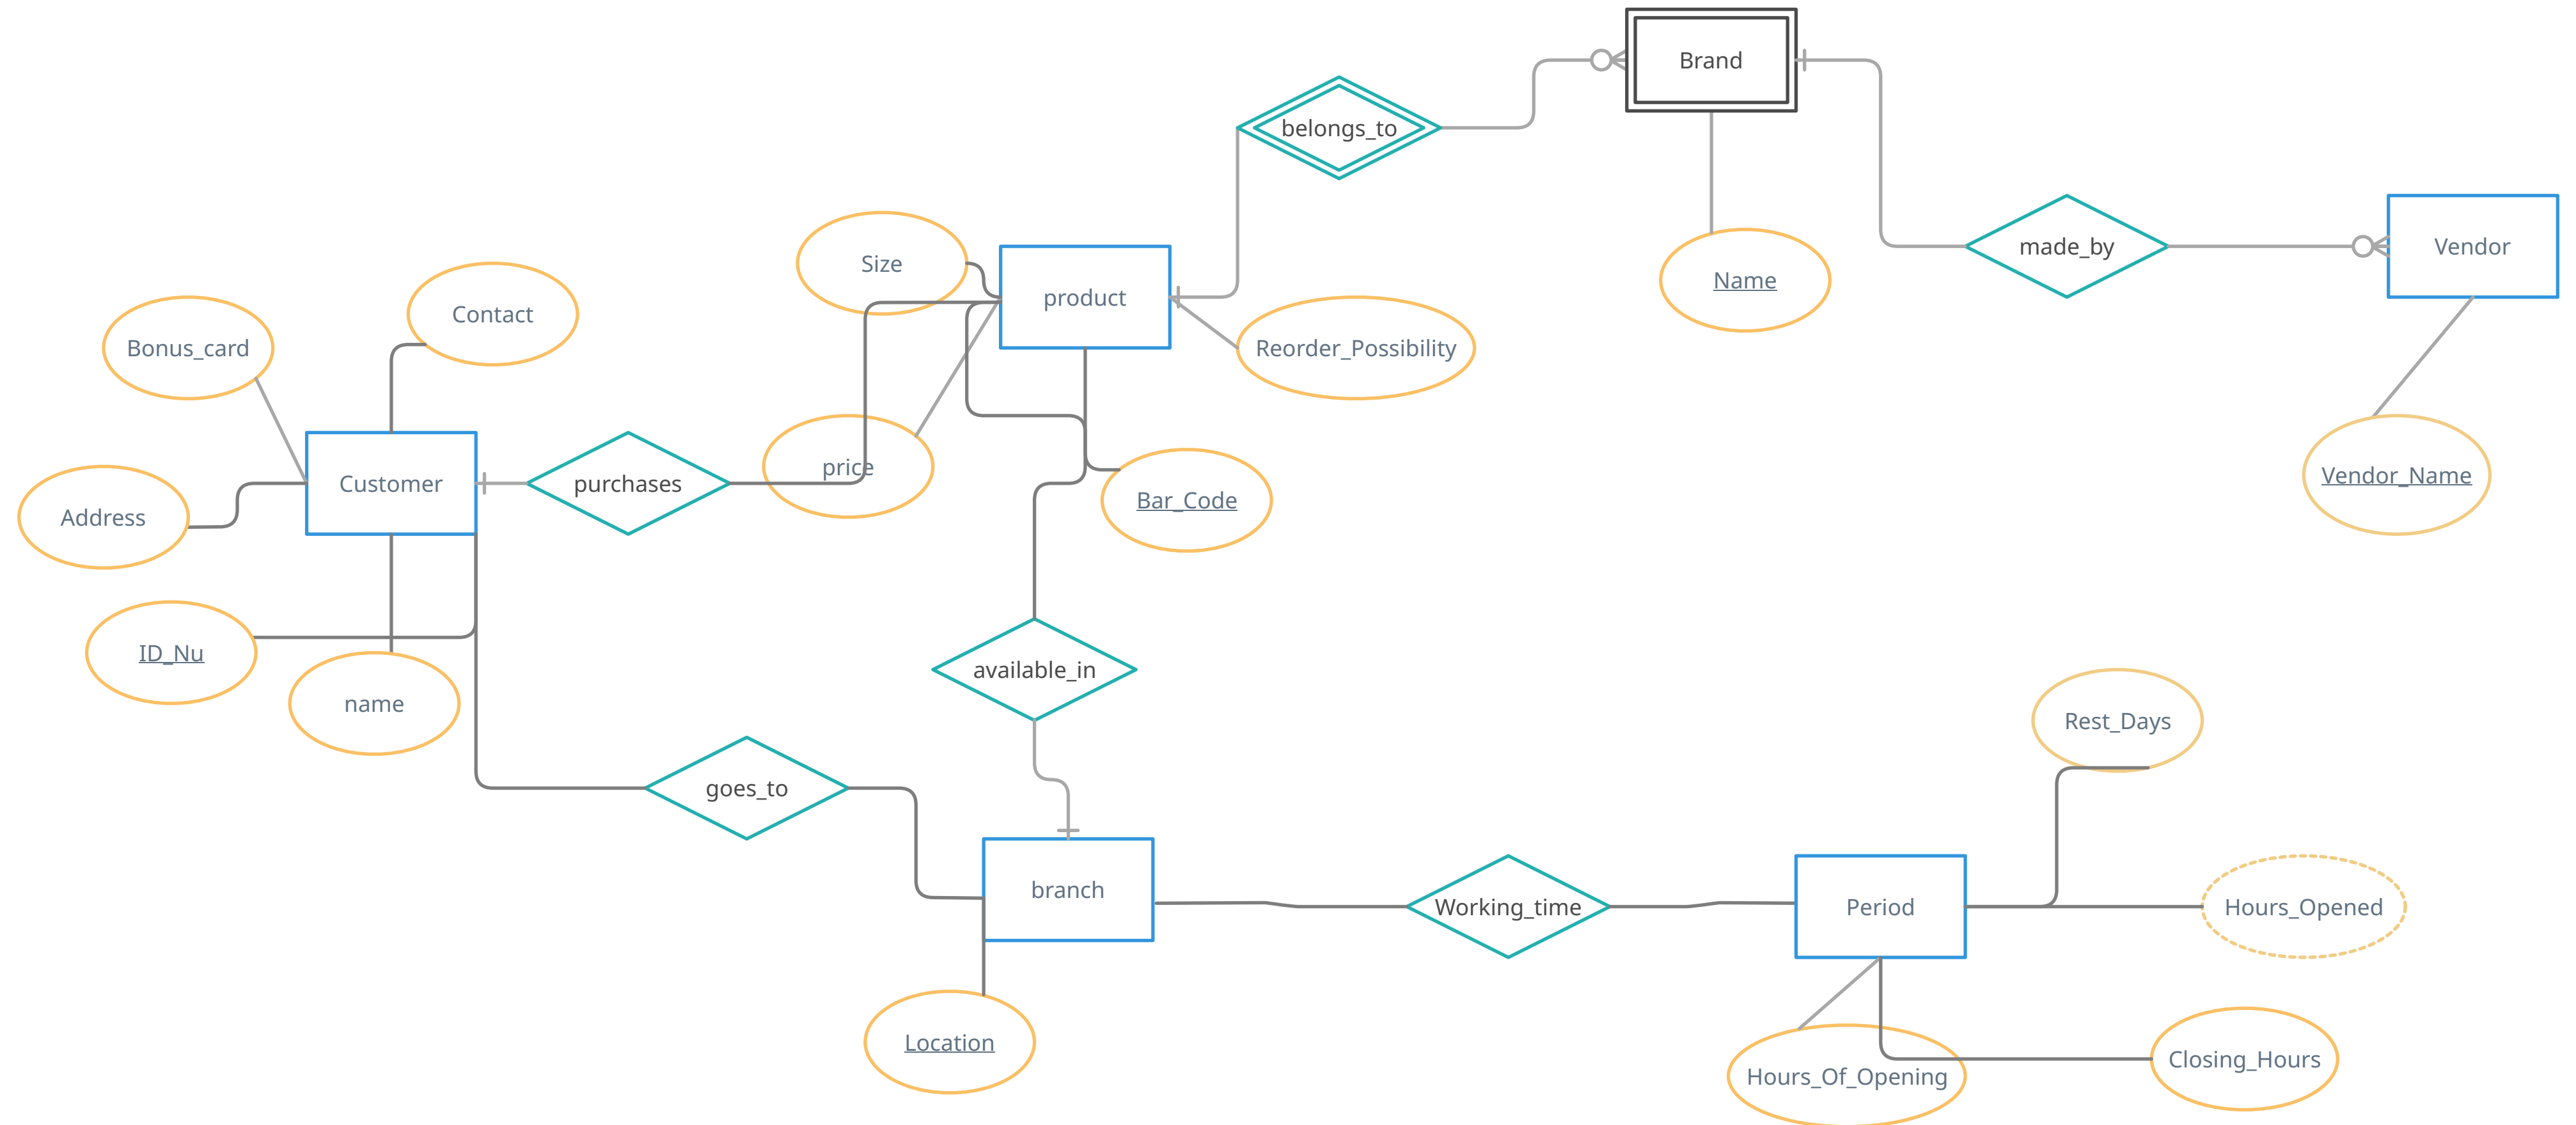 Brand
belongs_to
Vendor
made_by
Size
product
Name
Contact
Bonus_card
Reorder_Possibility
Customer
purchases
price
Vendor_Name
Bar_Code
Address
ID_Nu
available_in
name
Rest_Days
goes_to
branch
Working_time
Period
Hours_Opened
Location
Closing_Hours
Hours_Of_Opening